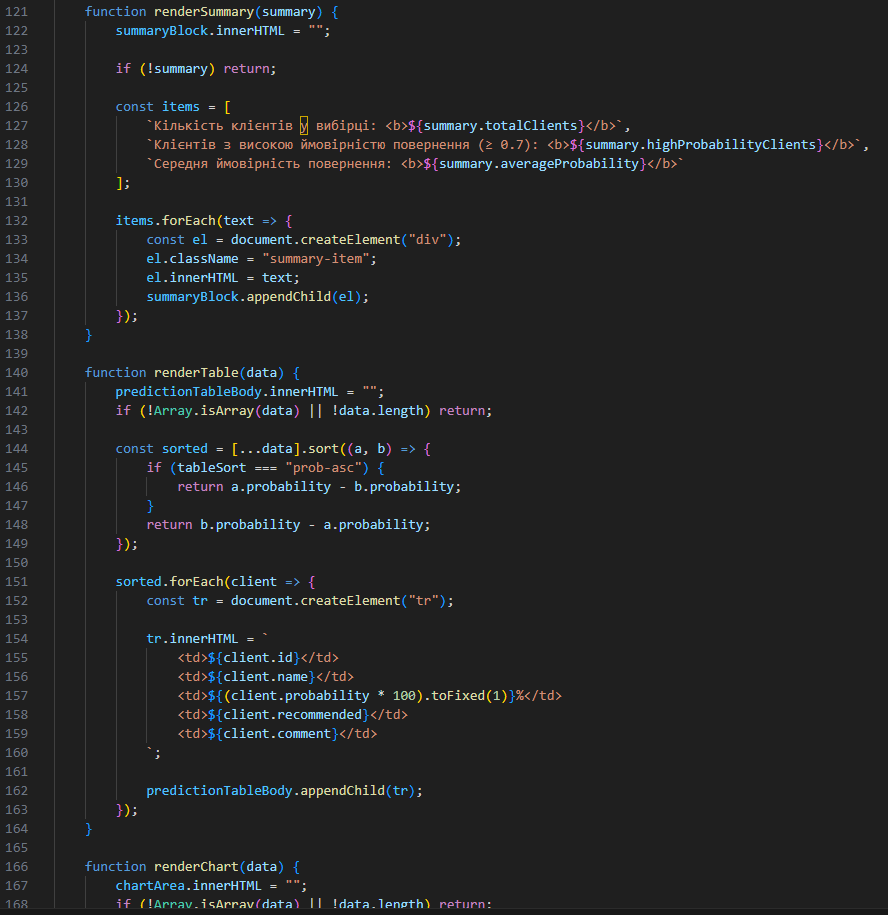 121 function renderSummary(summary) {
122 summaryBlock.innerHTML = "";
123
124 if (!summary) return;
125
126 const items = [
127 `Кількість клієнтів у вибірці: <b>${summary.totalClients}</b>`,
128 `Клієнтів з високою ймовірністю повернення (≥ 0.7): <b>${summary.highProbabilityClients}</b>`,
129 `Середня ймовірність повернення: <b>${summary.averageProbability}</b>`
130 ];
131
132 items.forEach(text => {
133 const el = document.createElement("div");
134 el.className = "summary-item";
135 el.innerHTML = text;
136 summaryBlock.appendChild(el);
137 });
138 }
139
140 function renderTable(data) {
141 predictionTableBody.innerHTML = "";
142 if (!Array.isArray(data) || !data.length) return;
143
144 const sorted = [...data].sort((a, b) => {
145 if (tableSort === "prob-asc") {
146 return a.probability - b.probability;
147 }
148 return b.probability - a.probability;
149 });
150
151 sorted.forEach(client => {
152 const tr = document.createElement("tr");
153
154 tr.innerHTML = `
155 <td>${client.id}</td>
156 <td>${client.name}</td>
157 <td>${(client.probability * 100).toFixed(1)}%</td>
158 <td>${client.recommended}</td>
159 <td>${client.comment}</td>
160 `;
161
162 predictionTableBody.appendChild(tr);
163 });
164 }
165
166 function renderChart(data) {
167 chartArea.innerHTML = "";
168 if (!Array.isArray(data) || !data.length) return;